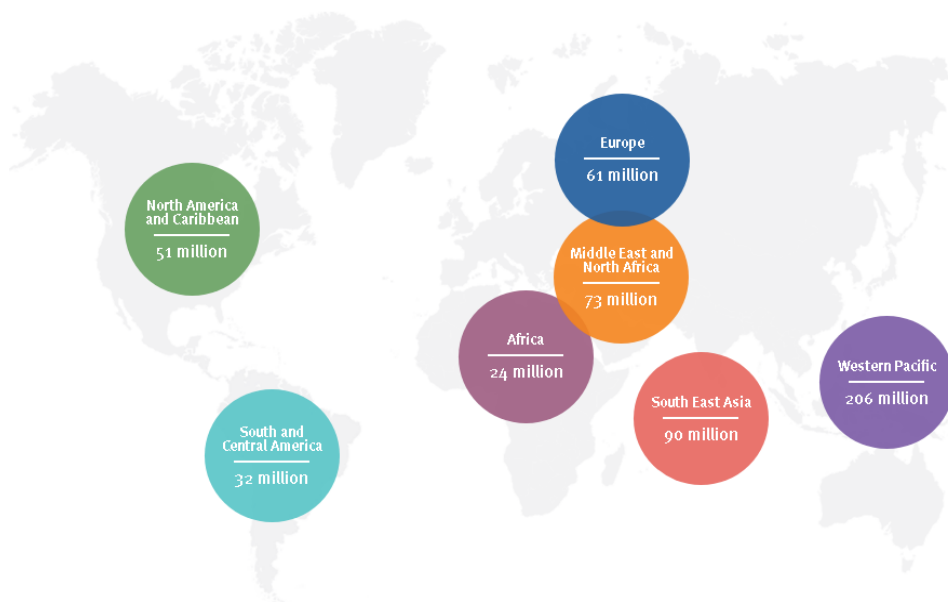 Europe
61 million
North America
and Caribbean
51 million
Middle East and
North Africa
73 million
Africa
24 million
Western Pacific
206 million
South East Asia
90 million
South and
Central America
32 million